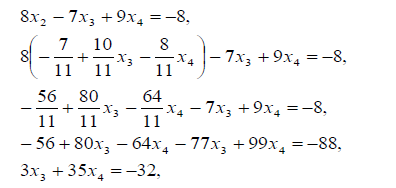 8x₂ − 7x₃ + 9x₄ = −8,
8(−7/11 + 10/11 x₃ − 8/11 x₄) − 7x₃ + 9x₄ = −8,
−56/11 + 80/11 x₃ − 64/11 x₄ − 7x₃ + 9x₄ = −8,
−56 + 80x₃ − 64x₄ − 77x₃ + 99x₄ = −88,
3x₃ + 35x₄ = −32,